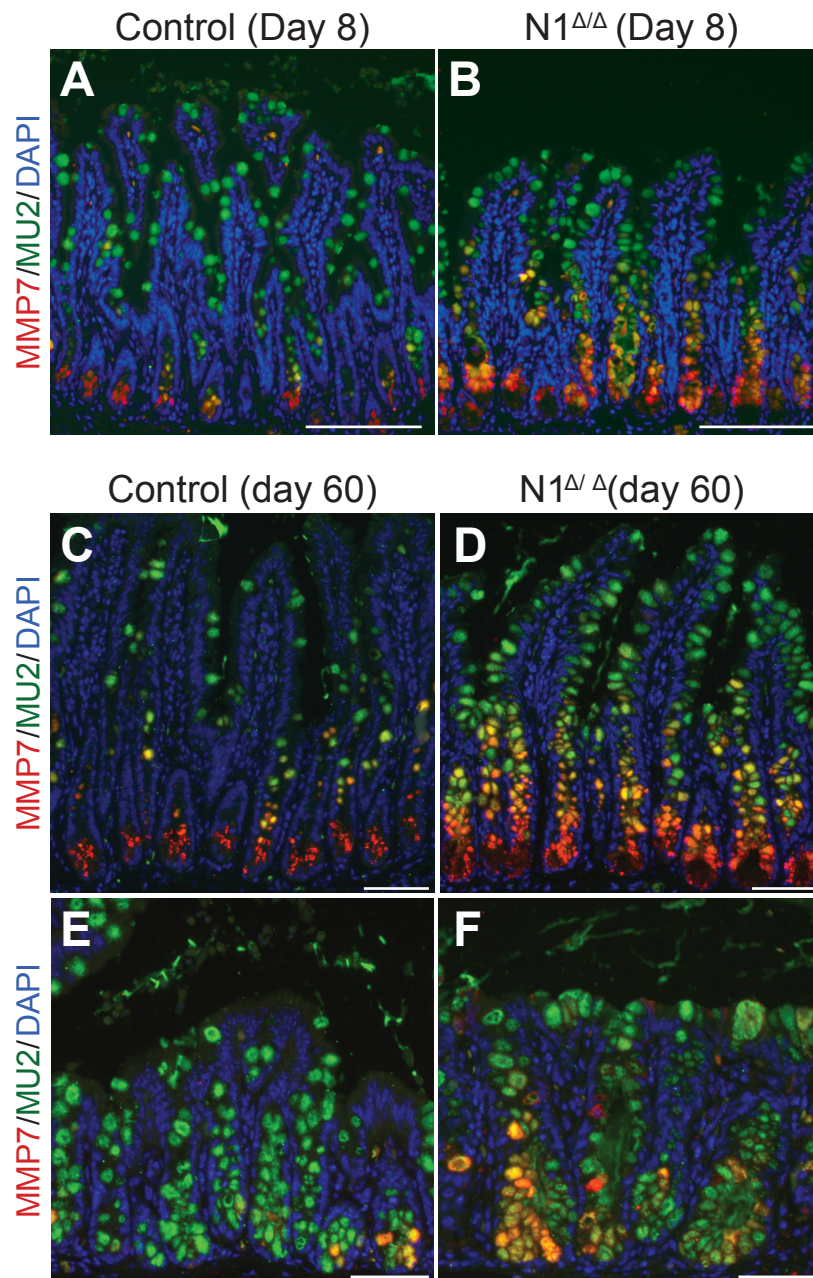 Control (Day 8)
N1Δ/Δ (Day 8)
A
B
MMP7/MU2/DAPI
Control (day 60)
N1Δ/ Δ(day 60)
C
D
MMP7/MU2/DAPI
E
F
MMP7/MU2/DAPI